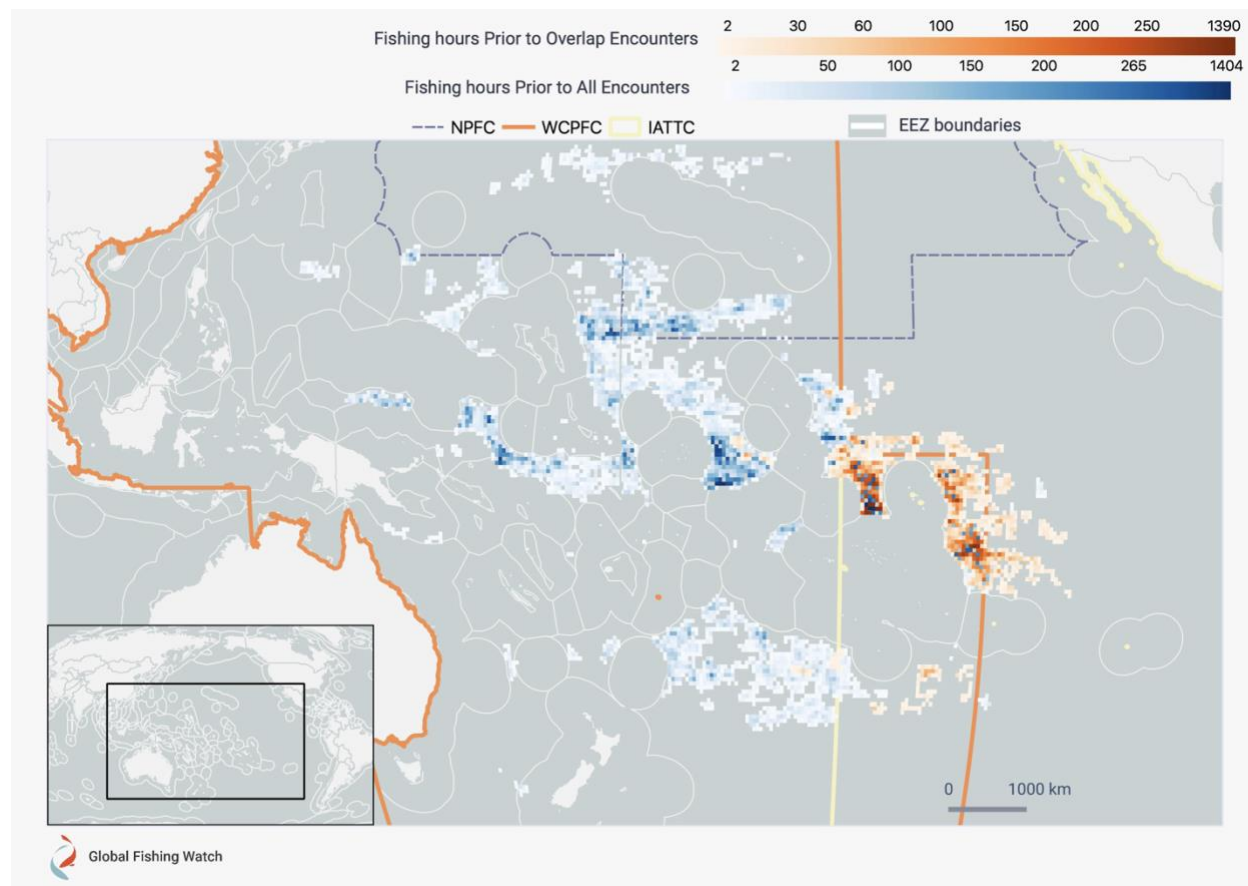 2 30 60 100 150 200 250 1390
Fishing hours Prior to Overlap Encounters
2 50 100 150 200 265 1404
Fishing hours Prior to All Encounters
NPFC WCPFC IATTC EEZ boundaries
0 1000 km
Global Fishing Watch